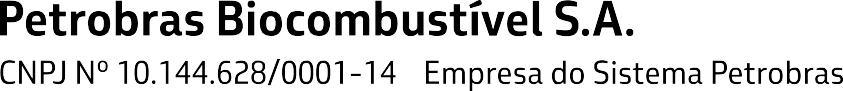 Petrobras Biocombustível S.A.
CNPJ Nº 10.144.628/0001-14 Empresa do Sistema Petrobras